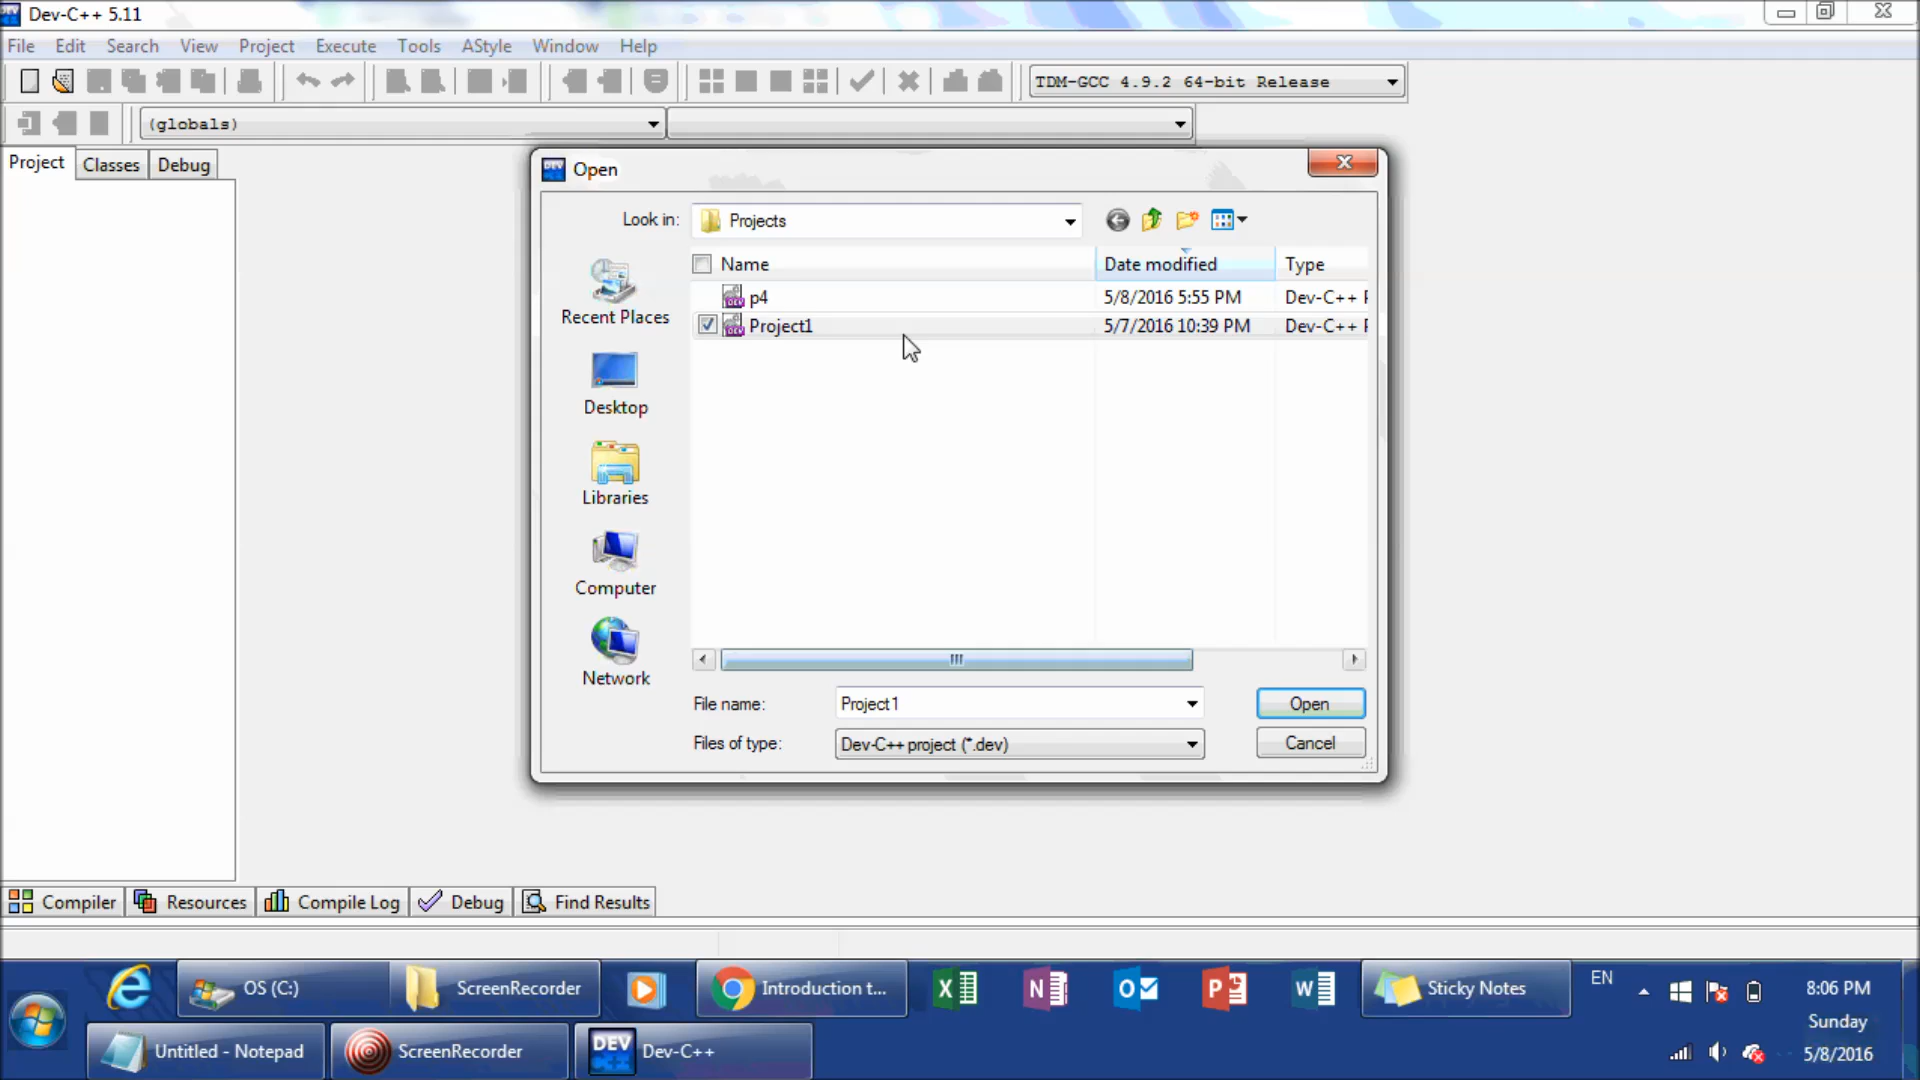 Dev-C++ 5.11
File Edit Search View Project Execute Tools AStyle Window Help
TDM-GCC 4.9.2 64-bit Release
(globals)
Project Classes Debug
Open
Look in: Projects
Name Date modified Type
p4 5/8/2016 5:55 PM Dev-C++ P
Project1 5/7/2016 10:39 PM Dev-C++ P
Recent Places
Desktop
Libraries
Computer
Network
File name: Project1 Open
Files of type: Dev-C++ project (*.dev) Cancel
Compiler Resources Compile Log Debug Find Results
OS (C:) ScreenRecorder Introduction t... Sticky Notes EN 8:06 PM
Sunday
Untitled - Notepad ScreenRecorder Dev-C++ 5/8/2016